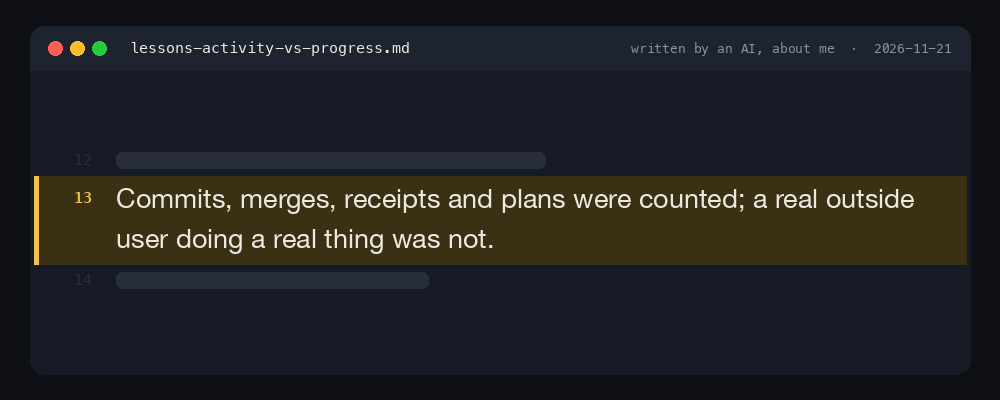 lessons-activity-vs-progress.md
written by an AI, about me · 2026-11-21
12
13 Commits, merges, receipts and plans were counted; a real outside
user doing a real thing was not.
14